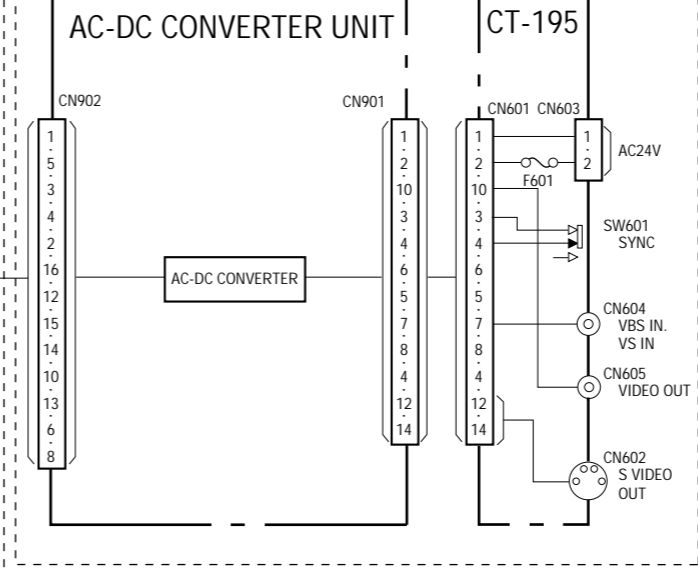 AC-DC CONVERTER UNIT
CT-195
CN902
CN901
CN601 CN603
1
5
3
4
2
16
12
15
14
10
13
6
8
AC-DC CONVERTER
1
2
10
3
4
6
5
7
8
4
12
14
1
2
10
3
4
6
5
7
8
4
12
14
1
2
AC24V
F601
SW601
SYNC
CN604
VBS IN.
VS IN
CN605
VIDEO OUT
CN602
S VIDEO
OUT